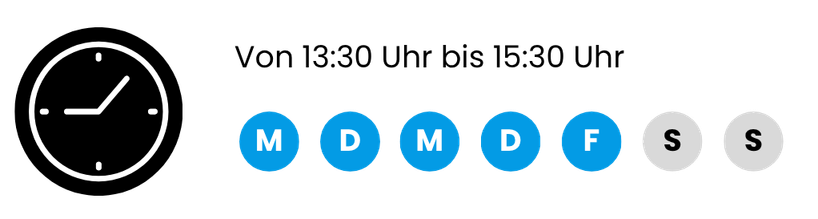 Von 13:30 Uhr bis 15:30 Uhr
M D M D F S S